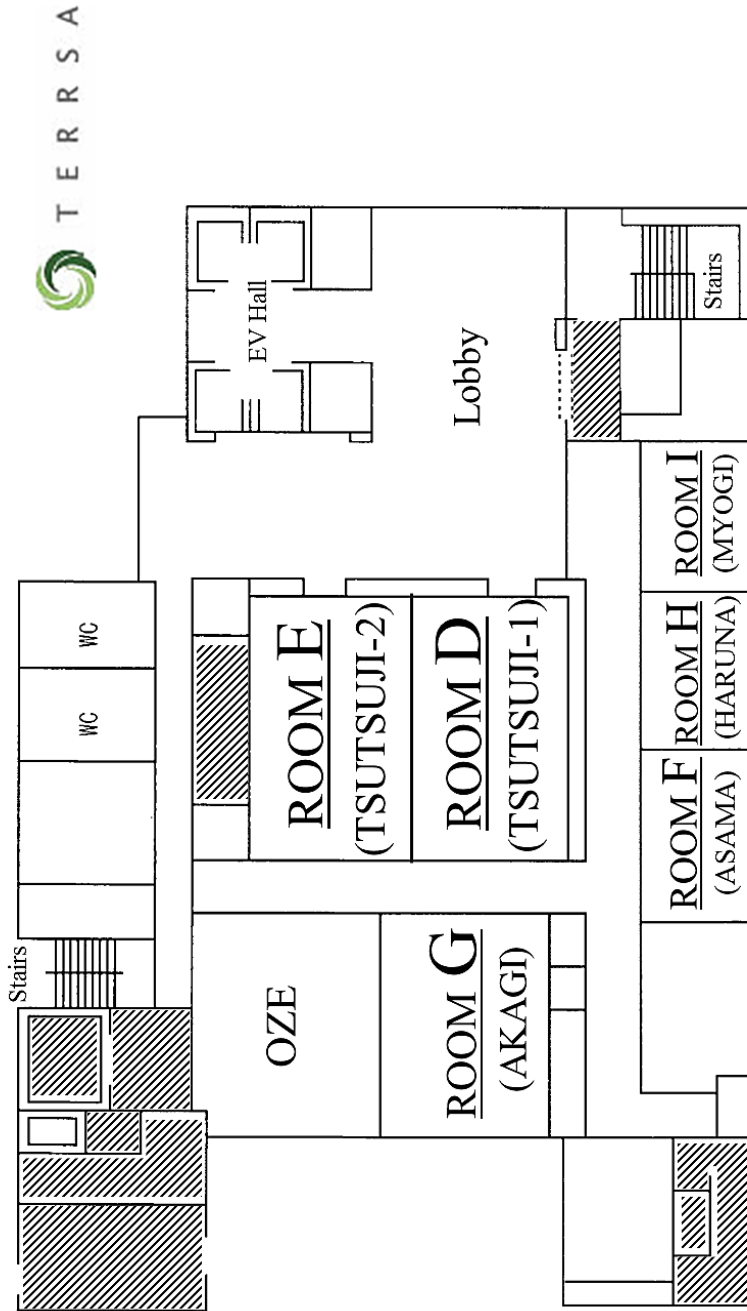 TERRSA
Stairs
WC
WC
EV Hall
OZE
ROOM E
(TSUTSUJI-2)
Lobby
ROOM G
(AKAGI)
ROOM D
(TSUTSUJI-1)
ROOM F
(ASAMA)
ROOM H
(HARUNA)
ROOM I
(MYOGI)
Stairs